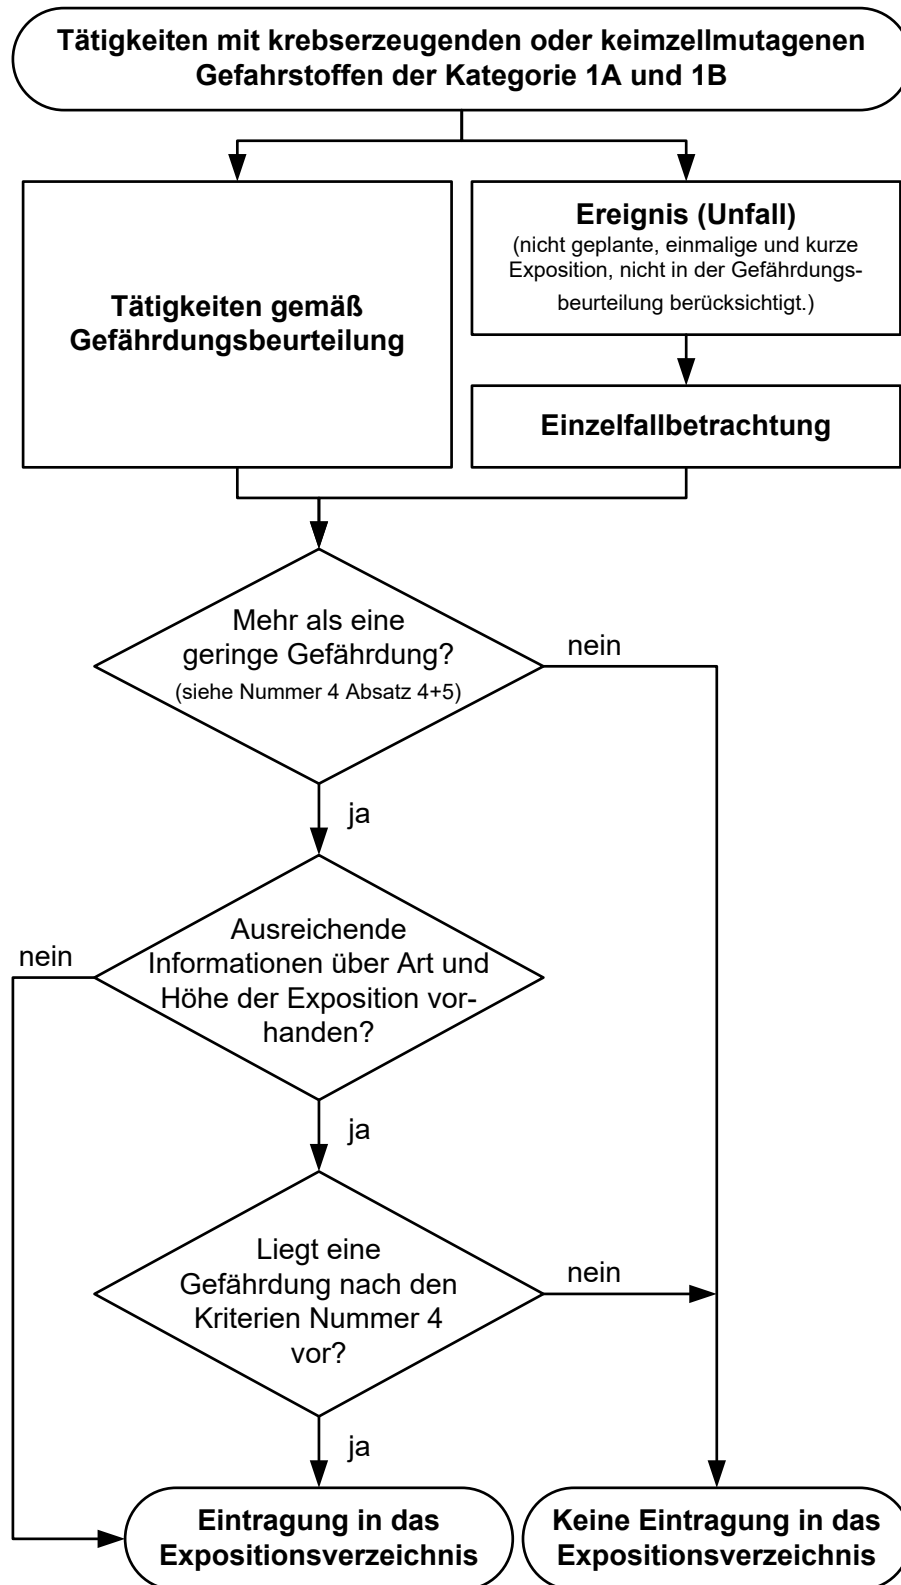 Tätigkeiten mit krebserzeugenden oder keimzellmutagenen
Gefahrstoffen der Kategorie 1A und 1B
Tätigkeiten gemäß
Gefährdungsbeurteilung
Ereignis (Unfall)
(nicht geplante, einmalige und kurze
Exposition, nicht in der Gefährdungs-
beurteilung berücksichtigt.)
Einzelfallbetrachtung
Mehr als eine
geringe Gefährdung?
(siehe Nummer 4 Absatz 4+5)
nein
ja
Ausreichende
Informationen über Art und
Höhe der Exposition vor-
handen?
nein
ja
Liegt eine
Gefährdung nach den
Kriterien Nummer 4
vor?
nein
ja
Eintragung in das
Expositionsverzeichnis
Keine Eintragung in das
Expositionsverzeichnis